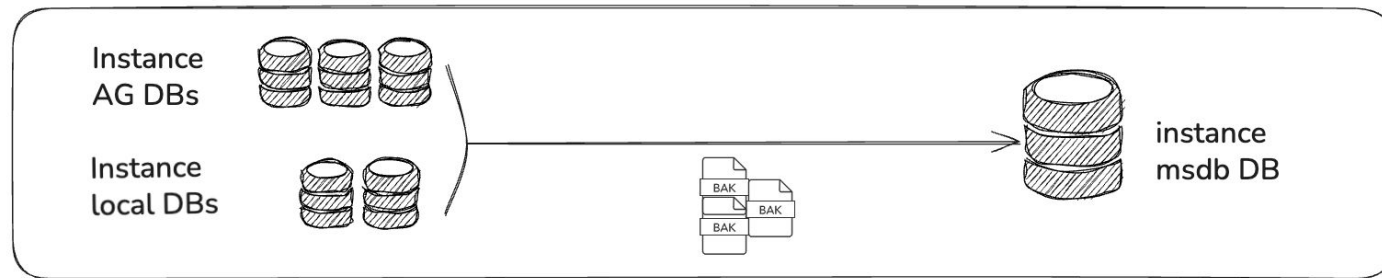 Instance
AG DBs
Instance
local DBs
BAK
BAK
BAK
instance
msdb DB